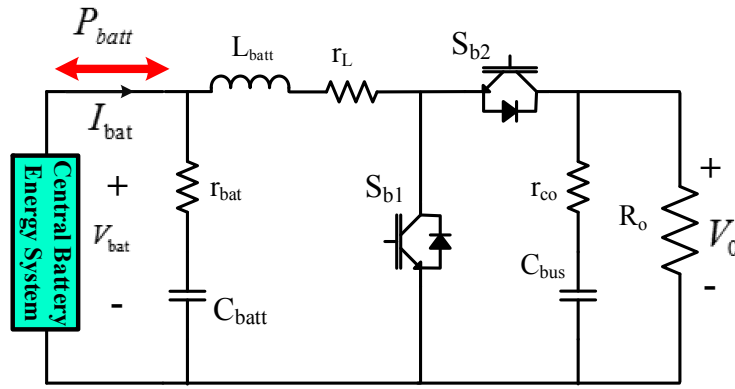 P_batt
L_batt
r_L
S_b2
I_bat
Central Battery
Energy System
+
V_bat
-
r_bat
C_batt
S_b1
r_co
C_bus
R_o
+
V_0
-